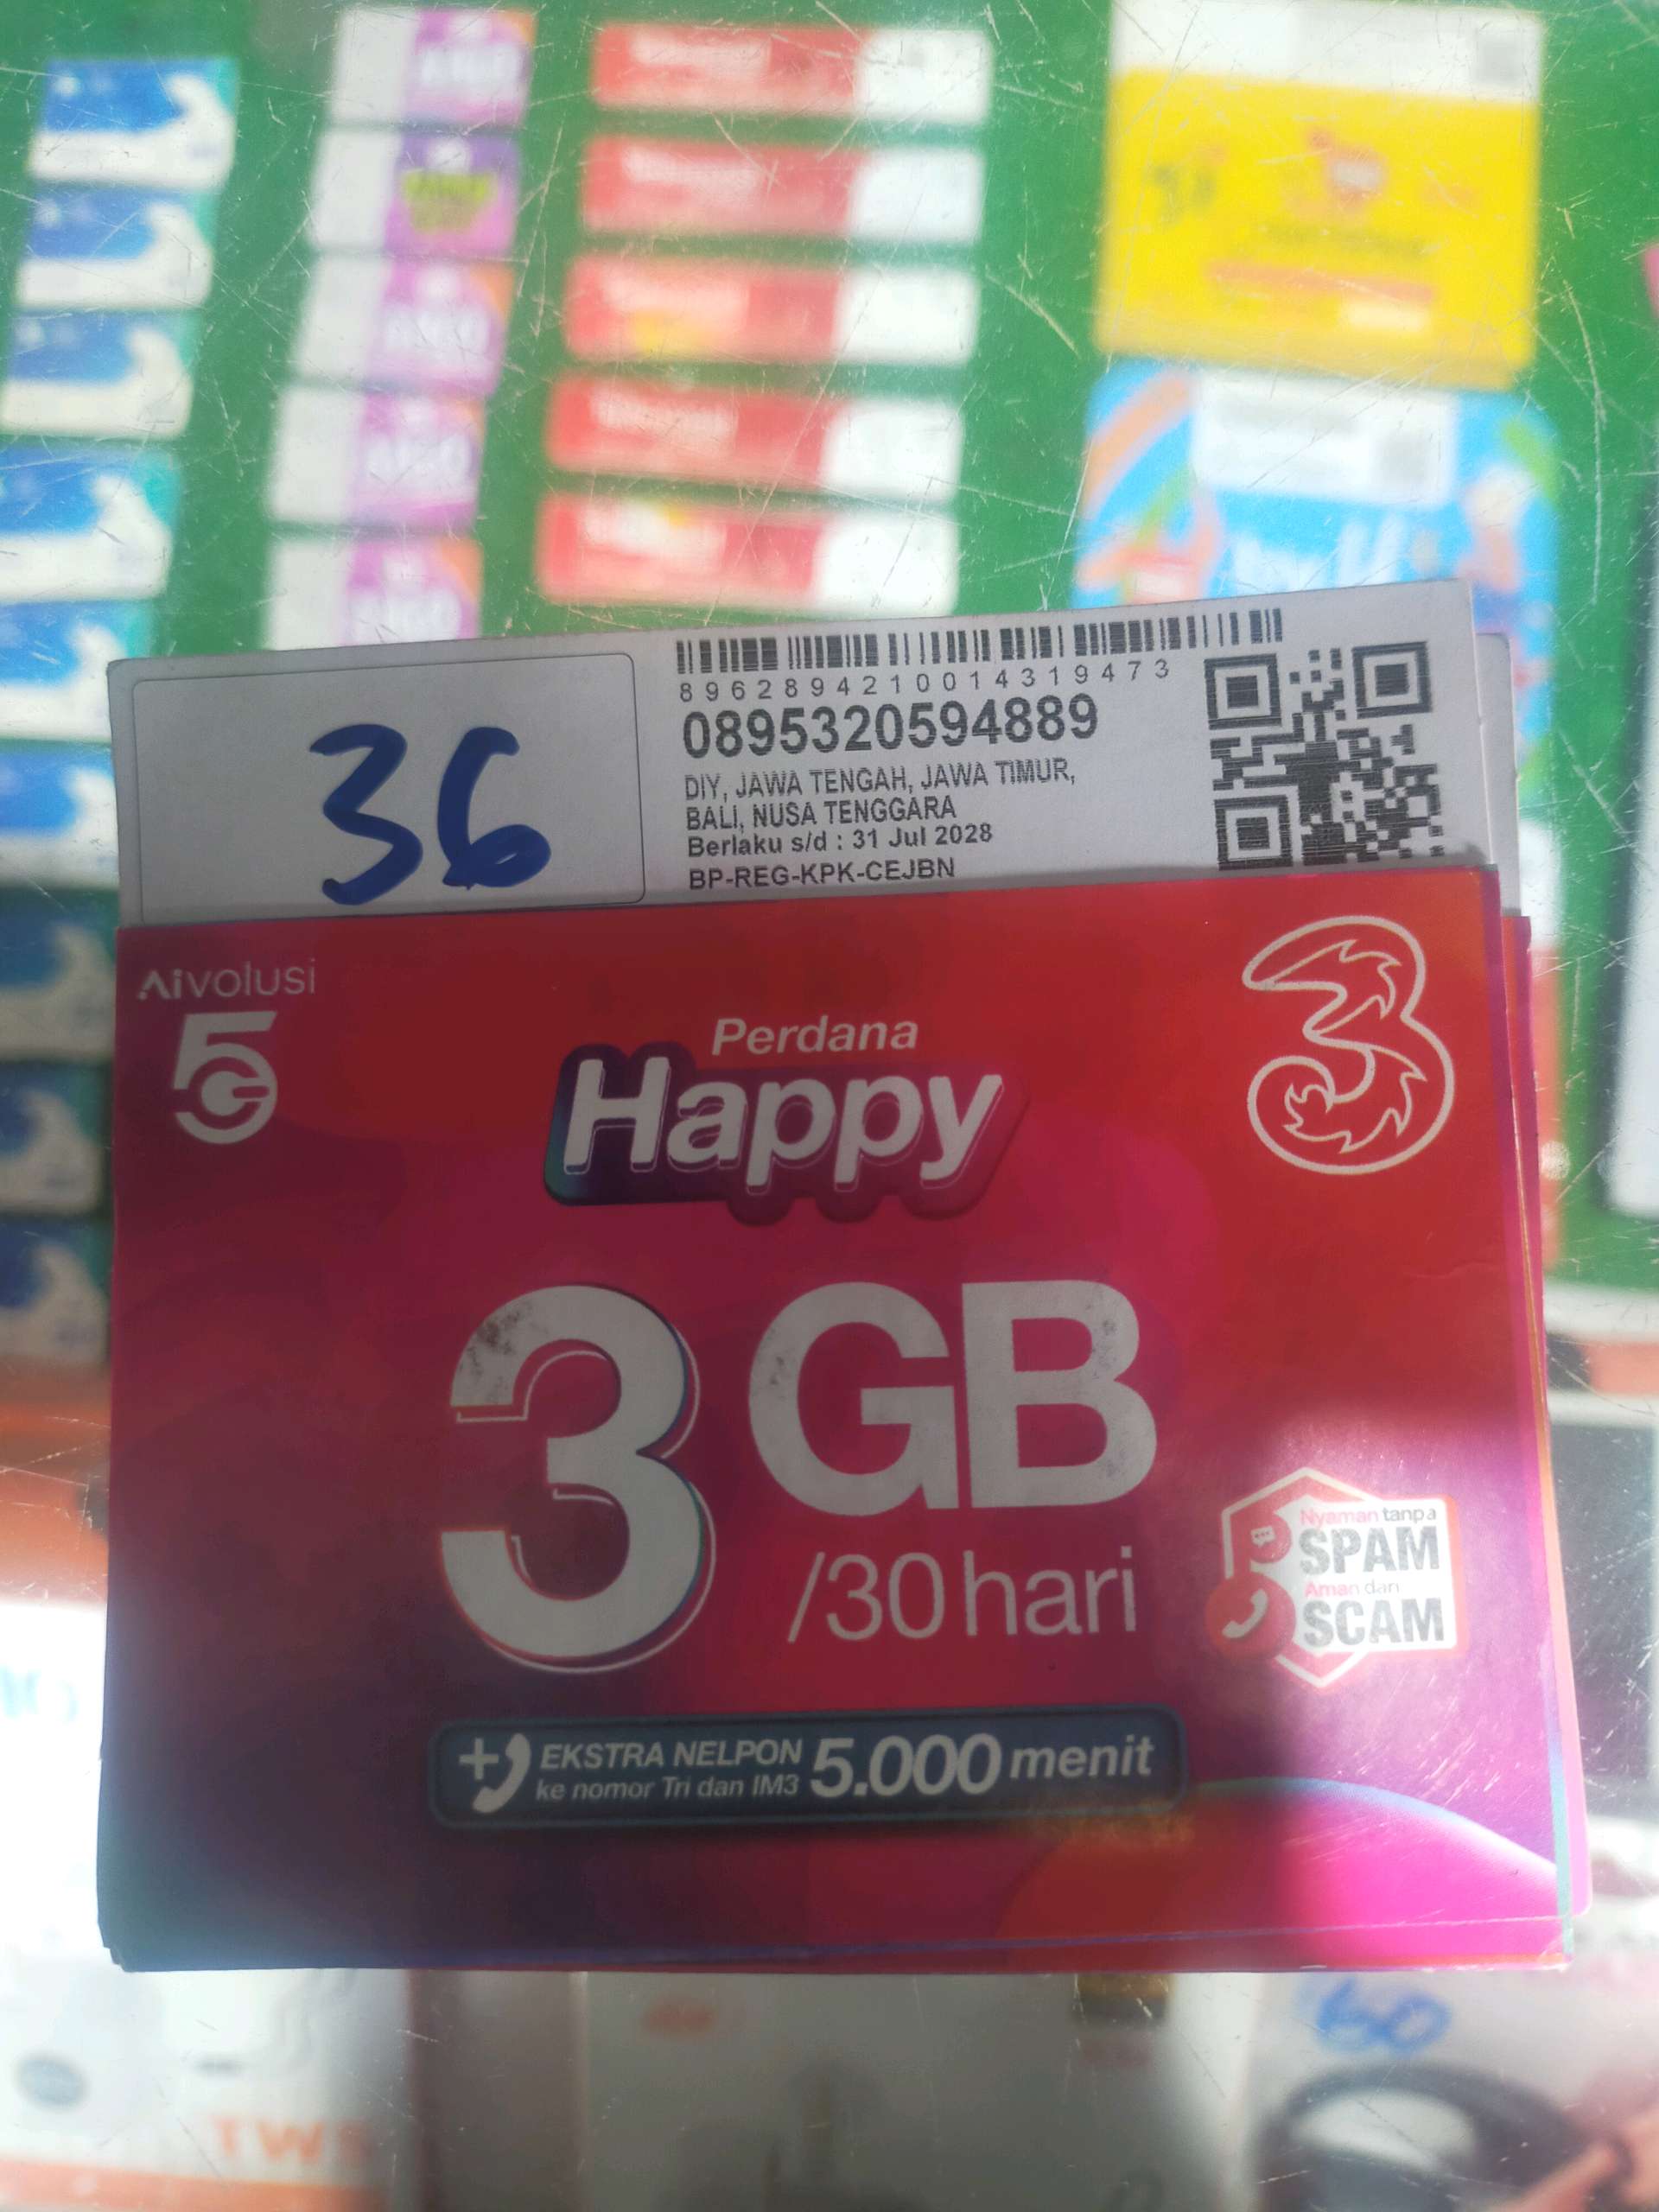 8962894210014319473
0895320594889
DIY, JAWA TENGAH, JAWA TIMUR,
BALI, NUSA TENGGARA
Berlaku s/d : 31 Jul 2028
BP-REG-KPK-CEJBN
36
Aivolusi
5G
3
Perdana
Happy
3 GB
/30 hari
Nyaman tanpa
SPAM
Aman dan
SCAM
+ EKSTRA NELPON 5.000 menit
ke nomor Tri dan IM3
60
TW